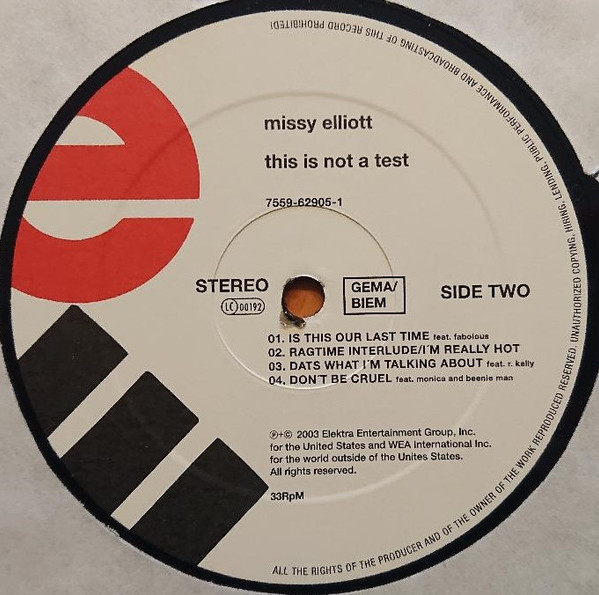 missy elliott
this is not a test
7559-62905-1
STEREO
LC 00192
GEMA/
BIEM
SIDE TWO
01. IS THIS OUR LAST TIME feat. fabolous
02. RAGTIME INTERLUDE/I´M REALLY HOT
03. DATS WHAT I´M TALKING ABOUT feat. r. kelly
04. DON´T BE CRUEL feat. monica and beenie man
℗+© 2003 Elektra Entertainment Group, Inc.
for the United States and WEA International Inc.
for the world outside of the Unites States.
All rights reserved.
33RpM
ALL THE RIGHTS OF THE PRODUCER AND OF THE OWNER OF THE WORK REPRODUCED RESERVED. UNAUTHORIZED COPYING, HIRING, LENDING, PUBLIC PERFORMANCE AND BROADCASTING OF THIS RECORD PROHIBITED!